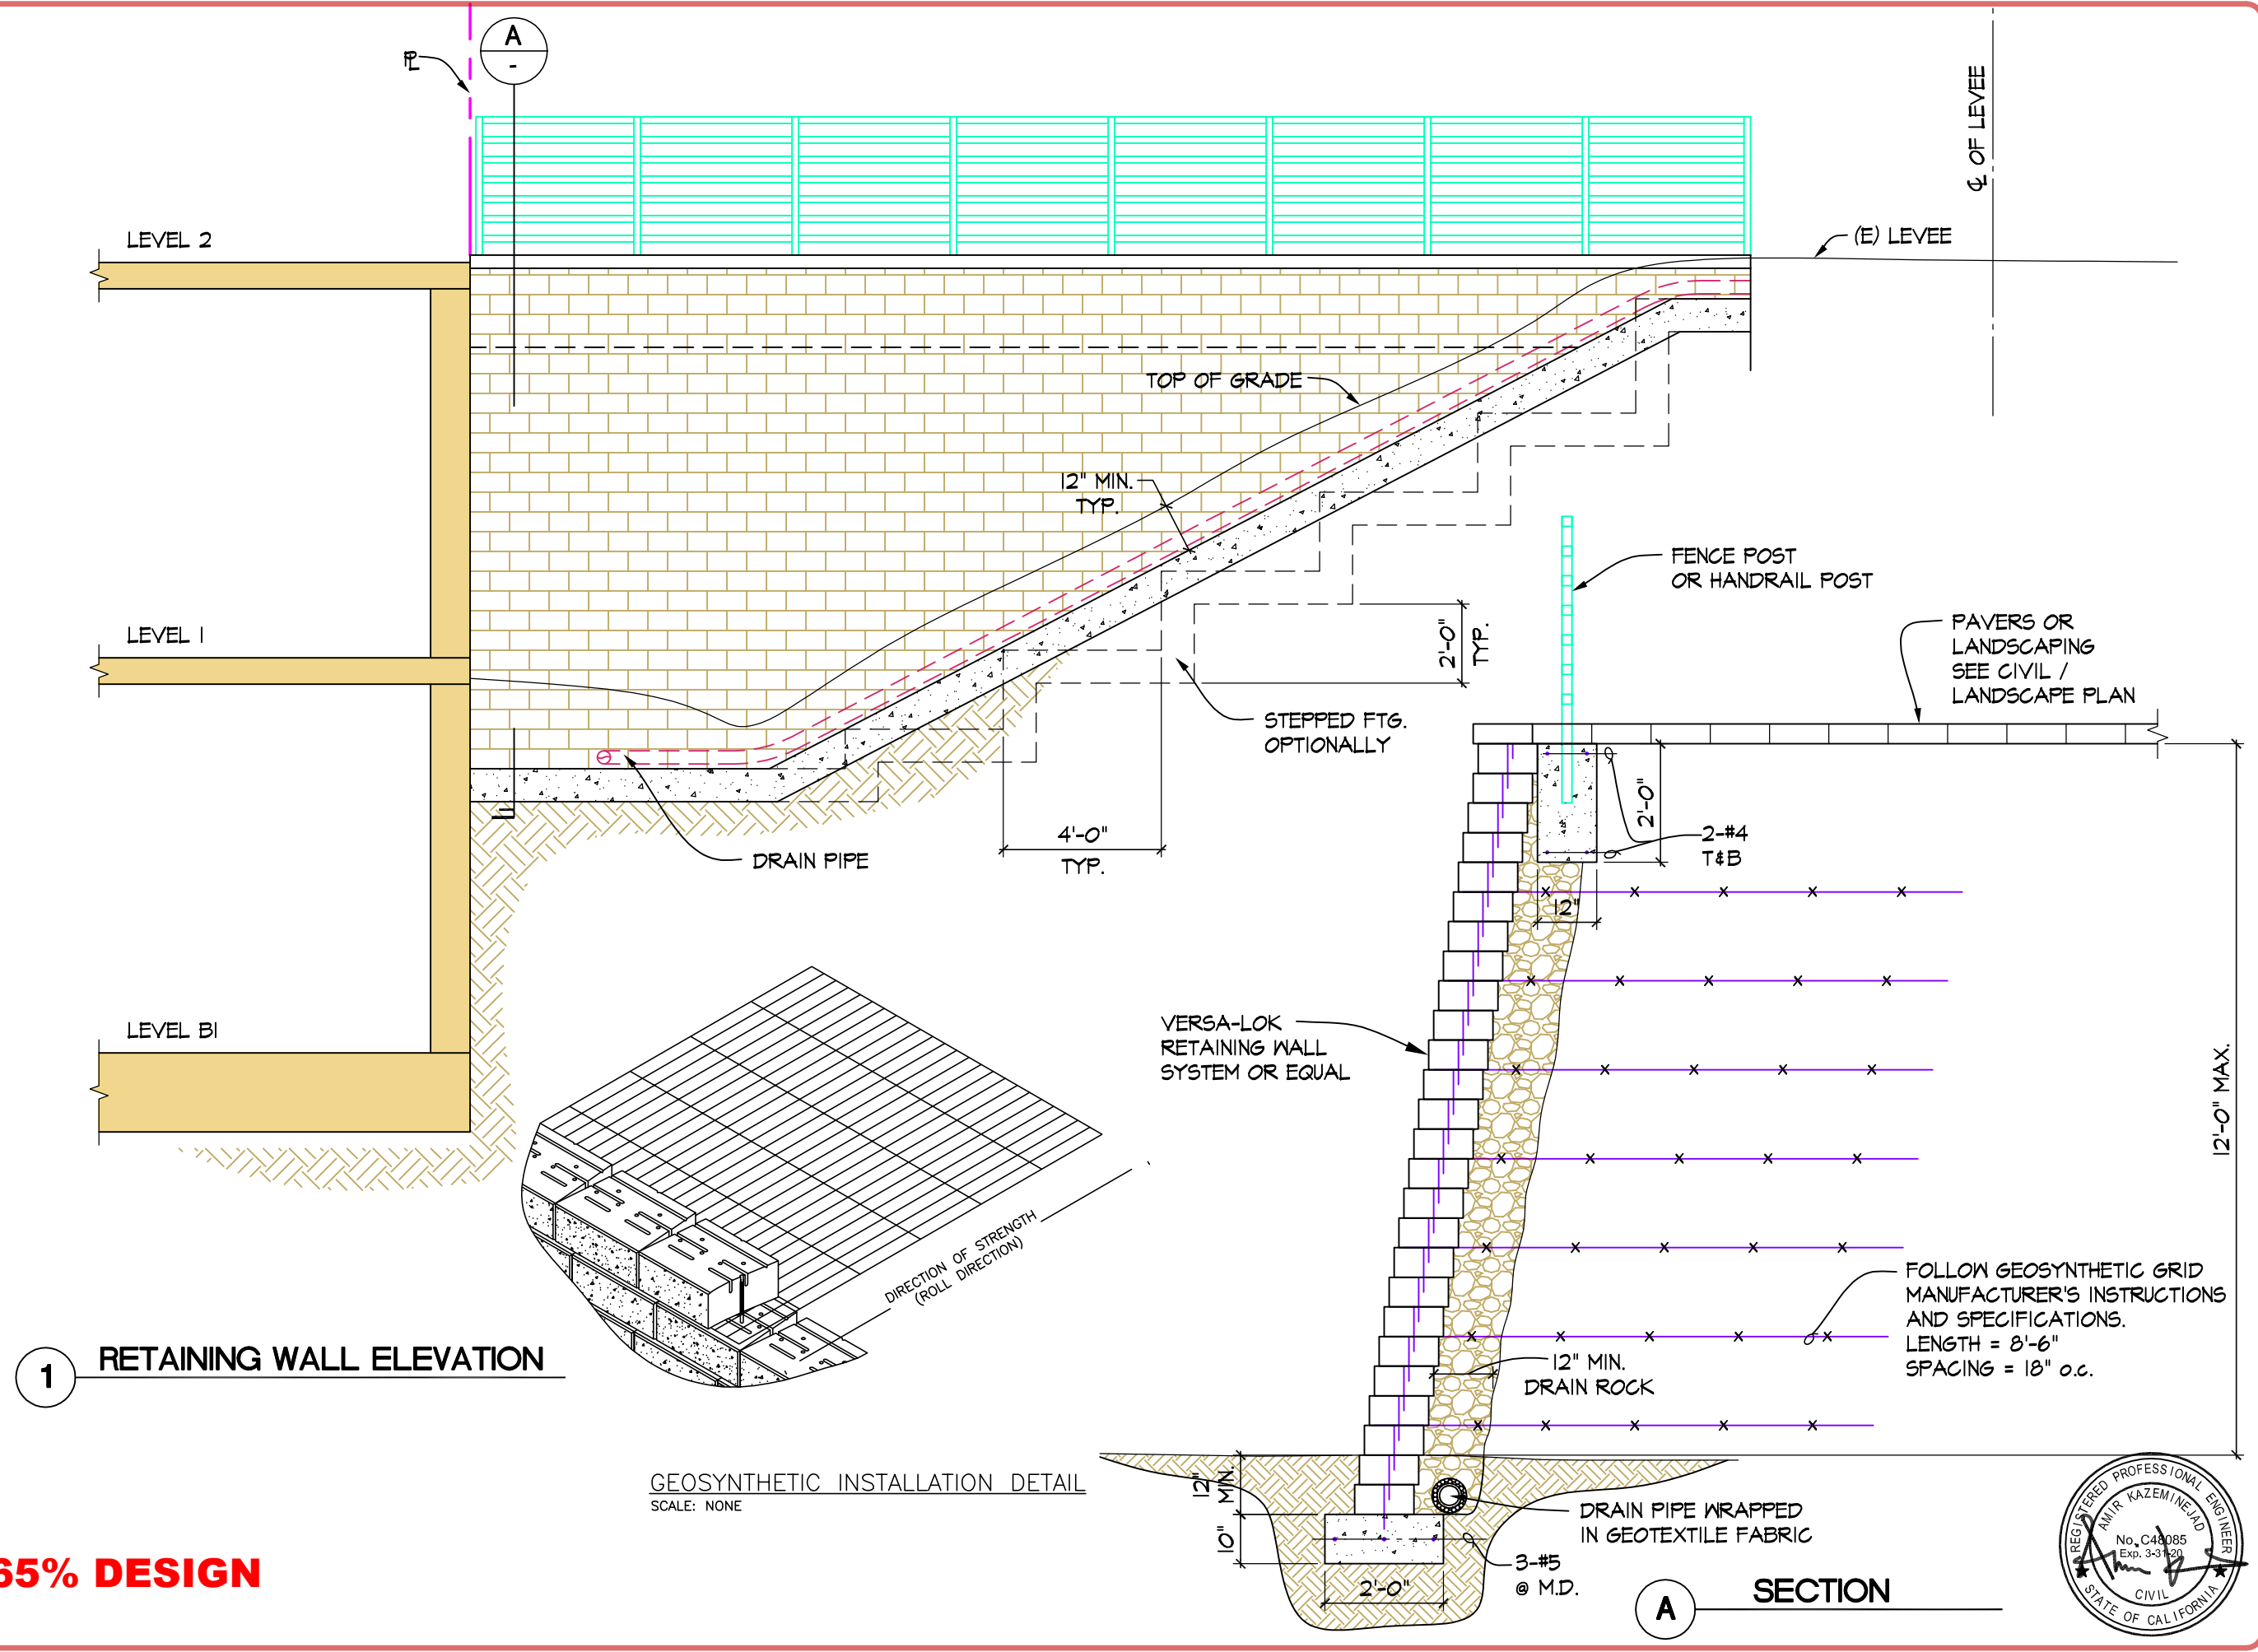 PL
A
-
LEVEL 2
LEVEL 1
LEVEL B1
TOP OF GRADE
12" MIN.
TYP.
(E) LEVEE
CL OF LEVEE
2'-0"
TYP.
STEPPED FTG.
OPTIONALLY
4'-0"
TYP.
DRAIN PIPE
FENCE POST
OR HANDRAIL POST
PAVERS OR
LANDSCAPING
SEE CIVIL /
LANDSCAPE PLAN
2'-0"
2-#4
T&B
12"
VERSA-LOK
RETAINING WALL
SYSTEM OR EQUAL
12'-0" MAX.
FOLLOW GEOSYNTHETIC GRID
MANUFACTURER'S INSTRUCTIONS
AND SPECIFICATIONS.
LENGTH = 8'-6"
SPACING = 18" o.c.
12" MIN.
DRAIN ROCK
12"
MIN.
10"
2'-0"
DRAIN PIPE WRAPPED
IN GEOTEXTILE FABRIC
3-#5
@ M.D.
DIRECTION OF STRENGTH
(ROLL DIRECTION)
1
RETAINING WALL ELEVATION
GEOSYNTHETIC INSTALLATION DETAIL
SCALE: NONE
65% DESIGN
A
SECTION
REGISTERED PROFESSIONAL ENGINEER
AMIR KAZEMINEJAD
No. C48085
Exp. 3-31-20
CIVIL
STATE OF CALIFORNIA